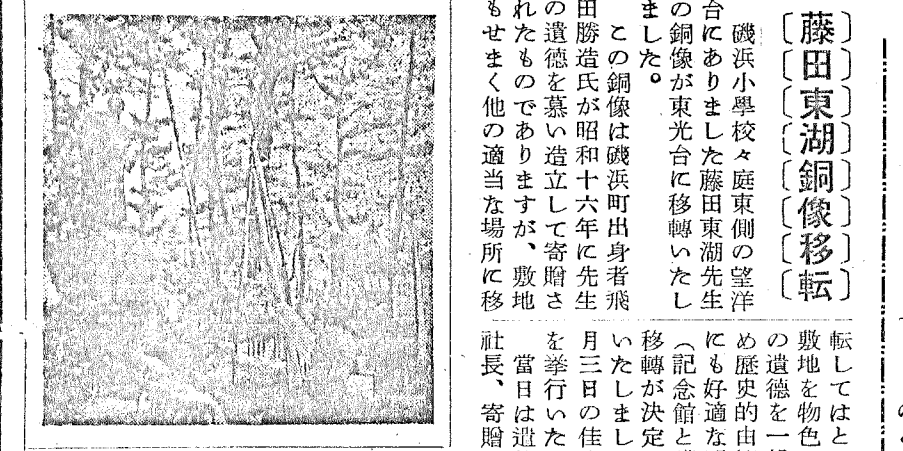 〔藤〕〔田〕〔東〕〔湖〕〔銅〕〔像〕〔移〕〔転〕
磯浜小學校々庭東側の望洋
台にありました藤田東湖先生
の銅像が東光台に移轉いたし
ました。
この銅像は磯浜町出身者飛
田勝造氏が昭和十六年に先生
の遺徳を慕い造立して寄贈さ
れたものでありますが、敷地
もせまく他の適当な場所に移
転してはと
敷地を物色
の遺徳を一
め歴史的由
にも好適な
(記念館と
移轉が決定
いたしまし
月三日の佳
を挙行いた
當日は遺
社長、寄贈